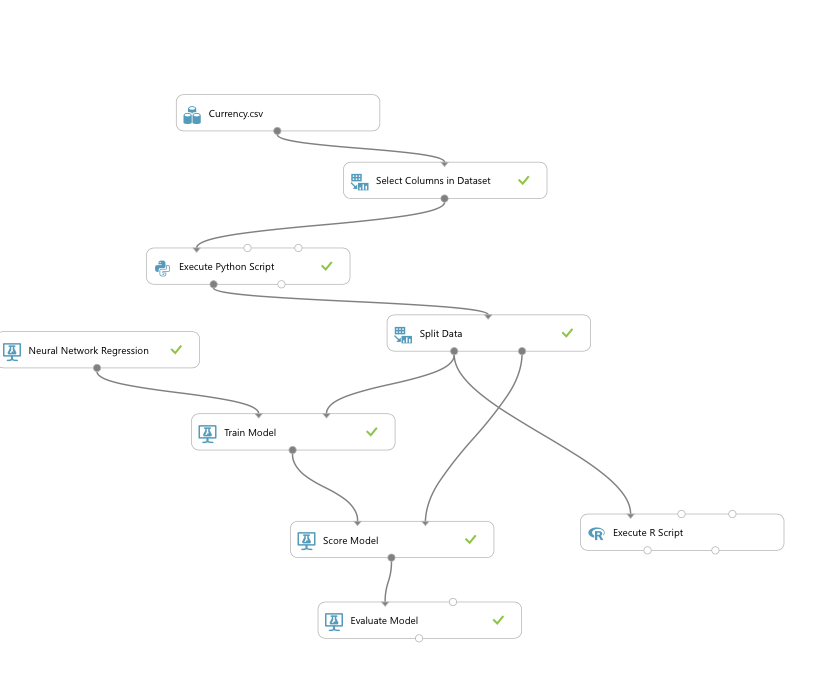 Currency.csv
Select Columns in Dataset
Execute Python Script
Split Data
Neural Network Regression
Train Model
Execute R Script
Score Model
Evaluate Model